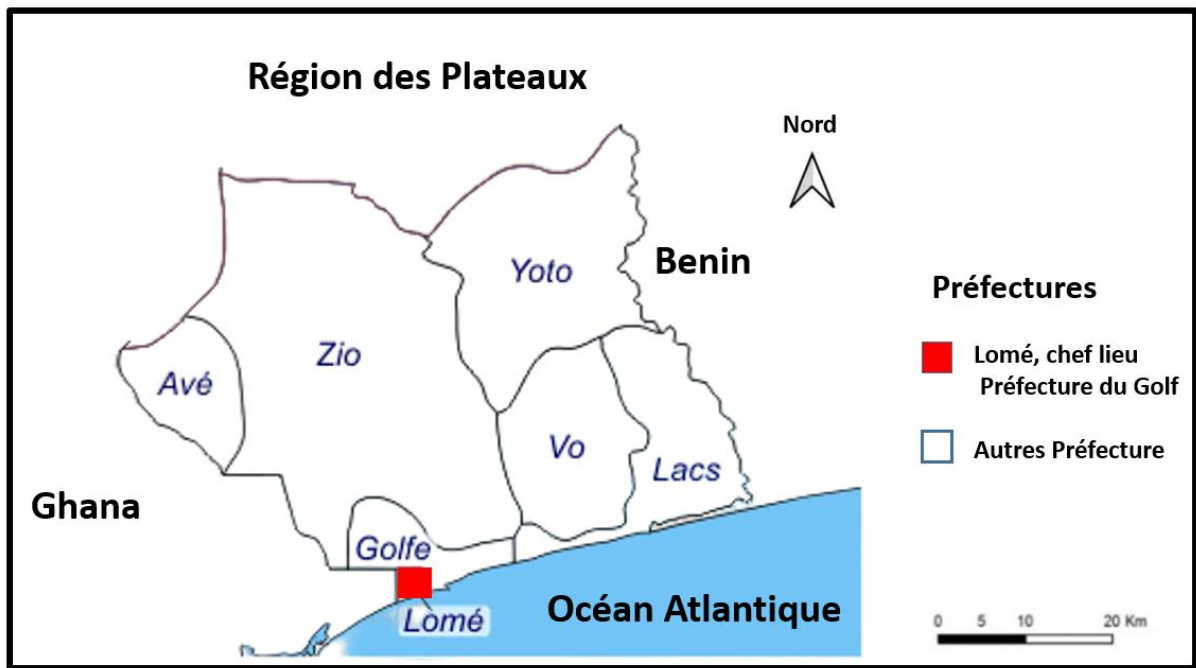 Région des Plateaux
Nord
Yoto
Benin
Préfectures
Zio
Lomé, chef lieu
Préfecture du Golf
Avé
Vo
Autres Préfecture
Lacs
Ghana
Golfe
Océan Atlantique
Lomé
0 5 10 20 Km